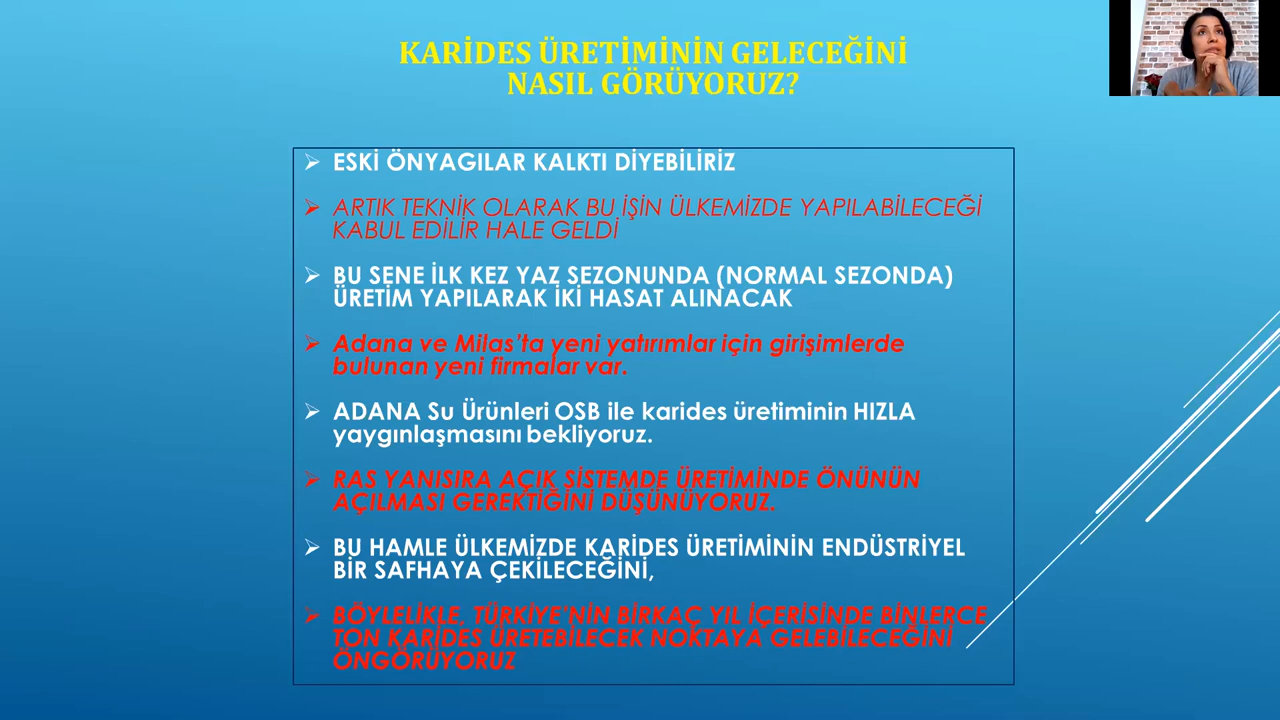 KARİDES ÜRETİMİNİN GELECEĞİNİ
NASIL GÖRÜYORUZ?
ESKİ ÖNYAGILAR KALKTI DİYEBİLİRİZ
ARTIK TEKNİK OLARAK BU İŞİN ÜLKEMİZDE YAPILABİLECEĞİ
KABUL EDİLİR HALE GELDİ
BU SENE İLK KEZ YAZ SEZONUNDA (NORMAL SEZONDA)
ÜRETİM YAPILARAK İKİ HASAT ALINACAK
Adana ve Milas'ta yeni yatırımlar için girişimlerde
bulunan yeni firmalar var.
ADANA Su Ürünleri OSB ile karides üretiminin HIZLA
yaygınlaşmasını bekliyoruz.
RAS YANISIRA AÇIK SİSTEMDE ÜRETİMİNDE ÖNÜNÜN
AÇILMASI GEREKTİĞİNİ DÜŞÜNÜYORUZ.
BU HAMLE ÜLKEMİZDE KARİDES ÜRETİMİNİN ENDÜSTRİYEL
BİR SAFHAYA ÇEKİLECEĞİNİ,
BÖYLELİKLE, TÜRKİYE'NİN BİRKAÇ YIL İÇERİSİNDE BİNLERCE
TON KARİDES ÜRETEBİLECEK NOKTAYA GELEBİLECEĞİNİ
ÖNGÖRÜYORUZ